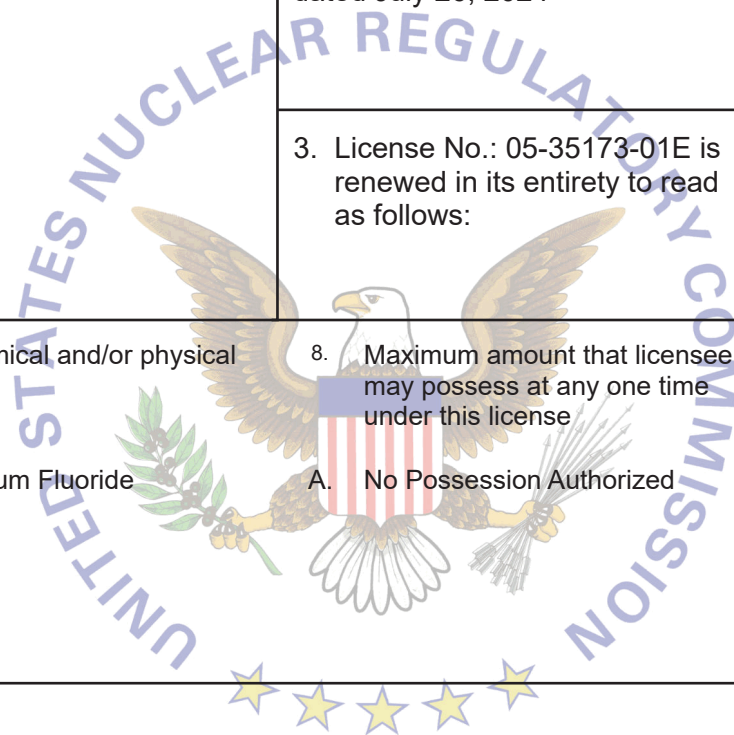 3. License No.: 05-35173-01E is
renewed in its entirety to read
as follows:
and/or physical
8. Maximum amount that licensee
may possess at any one time
under this license
Fluoride
A. No Possession Authorized
UNITED STATES NUCLEAR REGULATORY COMMISSION